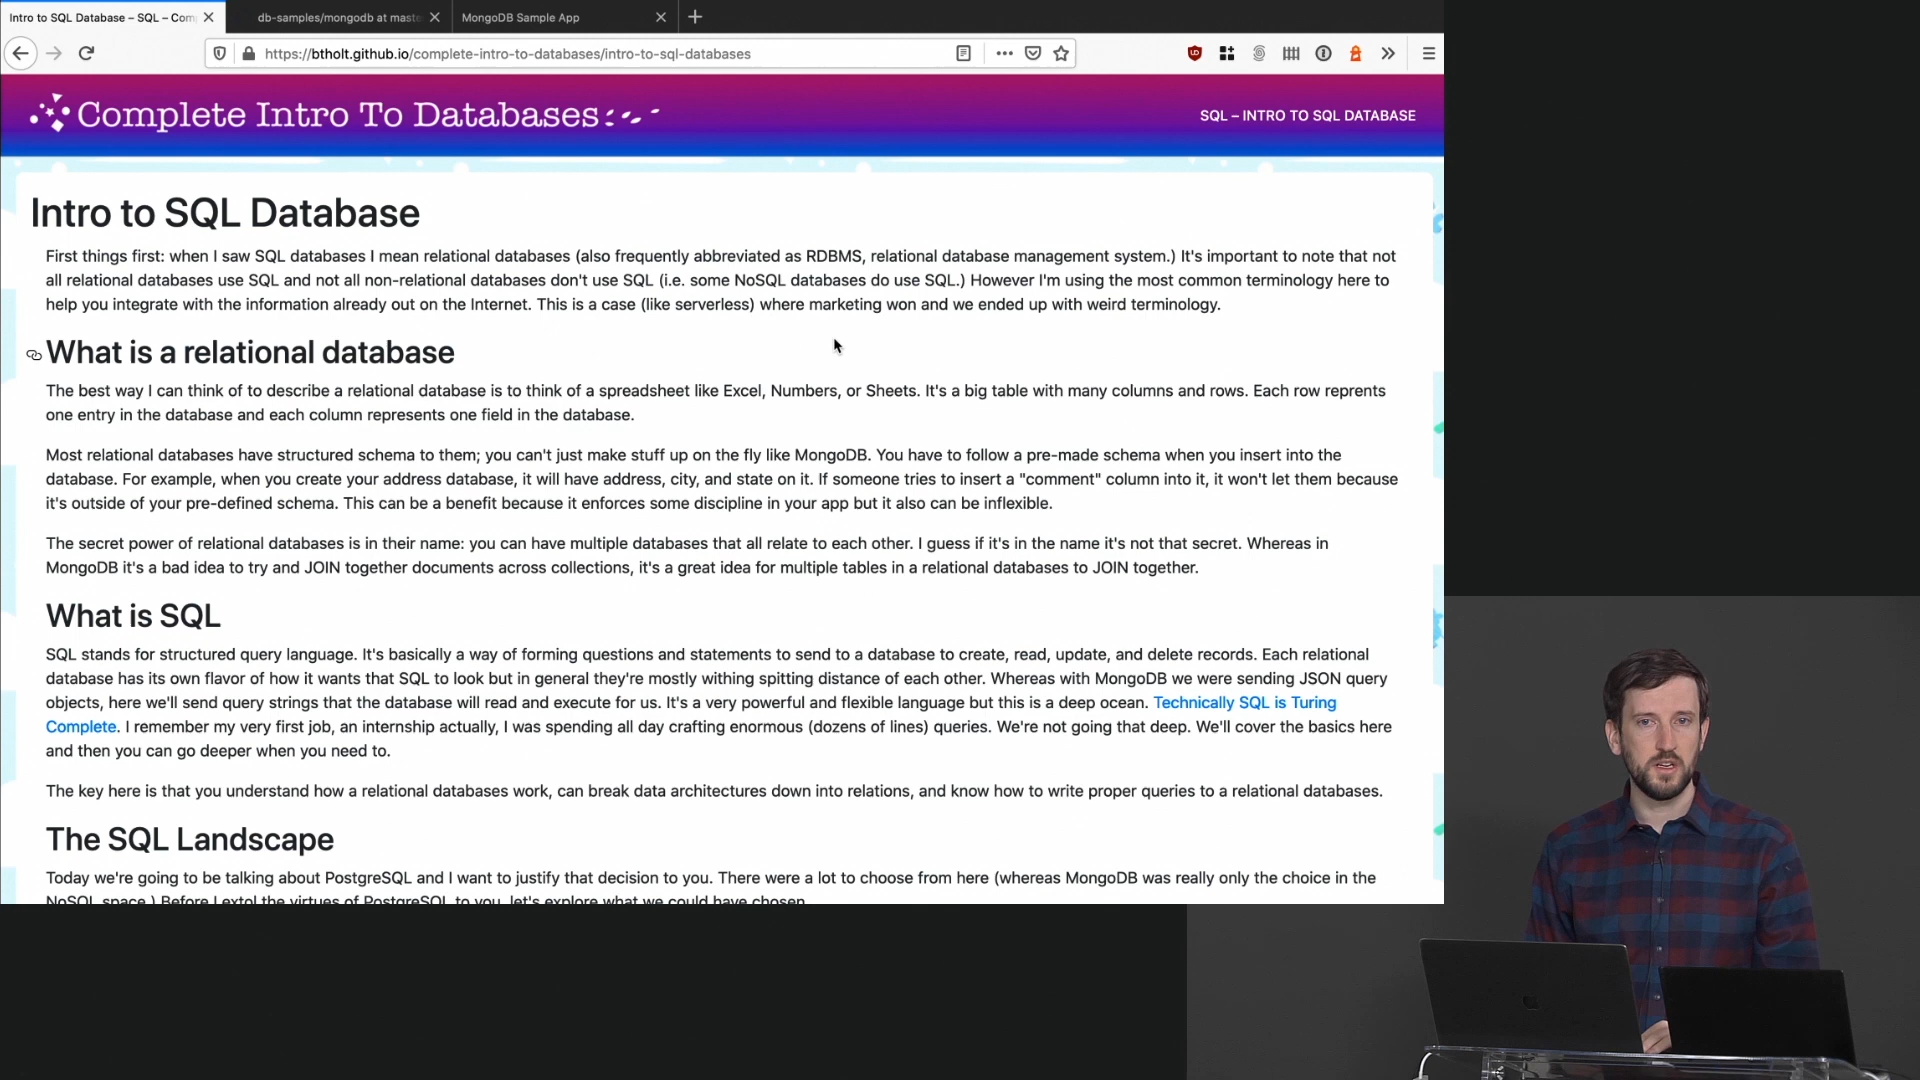 Intro to SQL Database – SQL – Com
db-samples/mongodb at maste
MongoDB Sample App
https://btholt.github.io/complete-intro-to-databases/intro-to-sql-databases
Complete Intro To Databases
SQL – INTRO TO SQL DATABASE
Intro to SQL Database
First things first: when I saw SQL databases I mean relational databases (also frequently abbreviated as RDBMS, relational database management system.) It's important to note that not
all relational databases use SQL and not all non-relational databases don't use SQL (i.e. some NoSQL databases do use SQL.) However I'm using the most common terminology here to
help you integrate with the information already out on the Internet. This is a case (like serverless) where marketing won and we ended up with weird terminology.
What is a relational database
The best way I can think of to describe a relational database is to think of a spreadsheet like Excel, Numbers, or Sheets. It's a big table with many columns and rows. Each row reprents
one entry in the database and each column represents one field in the database.
Most relational databases have structured schema to them; you can't just make stuff up on the fly like MongoDB. You have to follow a pre-made schema when you insert into the
database. For example, when you create your address database, it will have address, city, and state on it. If someone tries to insert a "comment" column into it, it won't let them because
it's outside of your pre-defined schema. This can be a benefit because it enforces some discipline in your app but it also can be inflexible.
The secret power of relational databases is in their name: you can have multiple databases that all relate to each other. I guess if it's in the name it's not that secret. Whereas in
MongoDB it's a bad idea to try and JOIN together documents across collections, it's a great idea for multiple tables in a relational databases to JOIN together.
What is SQL
SQL stands for structured query language. It's basically a way of forming questions and statements to send to a database to create, read, update, and delete records. Each relational
database has its own flavor of how it wants that SQL to look but in general they're mostly withing spitting distance of each other. Whereas with MongoDB we were sending JSON query
objects, here we'll send query strings that the database will read and execute for us. It's a very powerful and flexible language but this is a deep ocean. Technically SQL is Turing
Complete. I remember my very first job, an internship actually, I was spending all day crafting enormous (dozens of lines) queries. We're not going that deep. We'll cover the basics here
and then you can go deeper when you need to.
The key here is that you understand how a relational databases work, can break data architectures down into relations, and know how to write proper queries to a relational databases.
The SQL Landscape
Today we're going to be talking about PostgreSQL and I want to justify that decision to you. There were a lot to choose from here (whereas MongoDB was really only the choice in the
NoSQL space.) Before I extol the virtues of PostgreSQL to you, let's explore what we could have chosen.